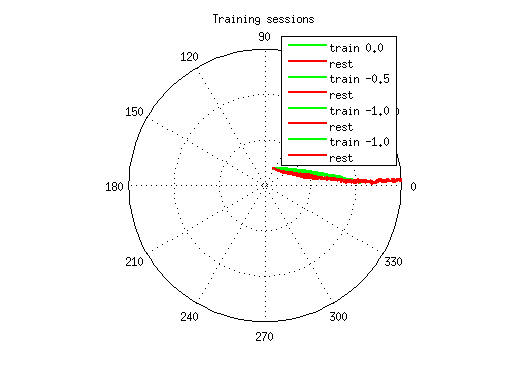 Training sessions
90
120
150
180
210
240
270
300
330
0
train 0.0
rest
train -0.5
rest
train -1.0
rest
train -1.0
rest